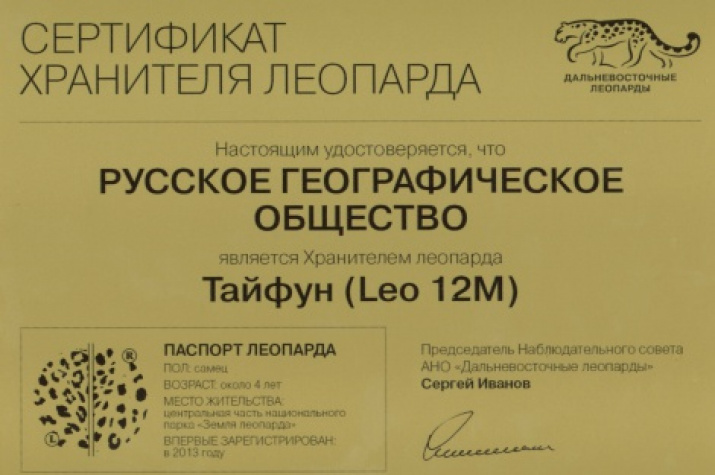 СЕРТИФИКАТ
ХРАНИТЕЛЯ ЛЕОПАРДА
ДАЛЬНЕВОСТОЧНЫЕ
ЛЕОПАРДЫ
Настоящим удостоверяется, что
РУССКОЕ ГЕОГРАФИЧЕСКОЕ
ОБЩЕСТВО
является Хранителем леопарда
Тайфун (Leo 12M)
L
R
ПАСПОРТ ЛЕОПАРДА
ПОЛ: самец
ВОЗРАСТ: около 4 лет
МЕСТО ЖИТЕЛЬСТВА:
центральная часть национального
парка «Земля леопарда»
ВПЕРВЫЕ ЗАРЕГИСТРИРОВАН:
в 2013 году
Председатель Наблюдательного совета
АНО «Дальневосточные леопарды»
Сергей Иванов